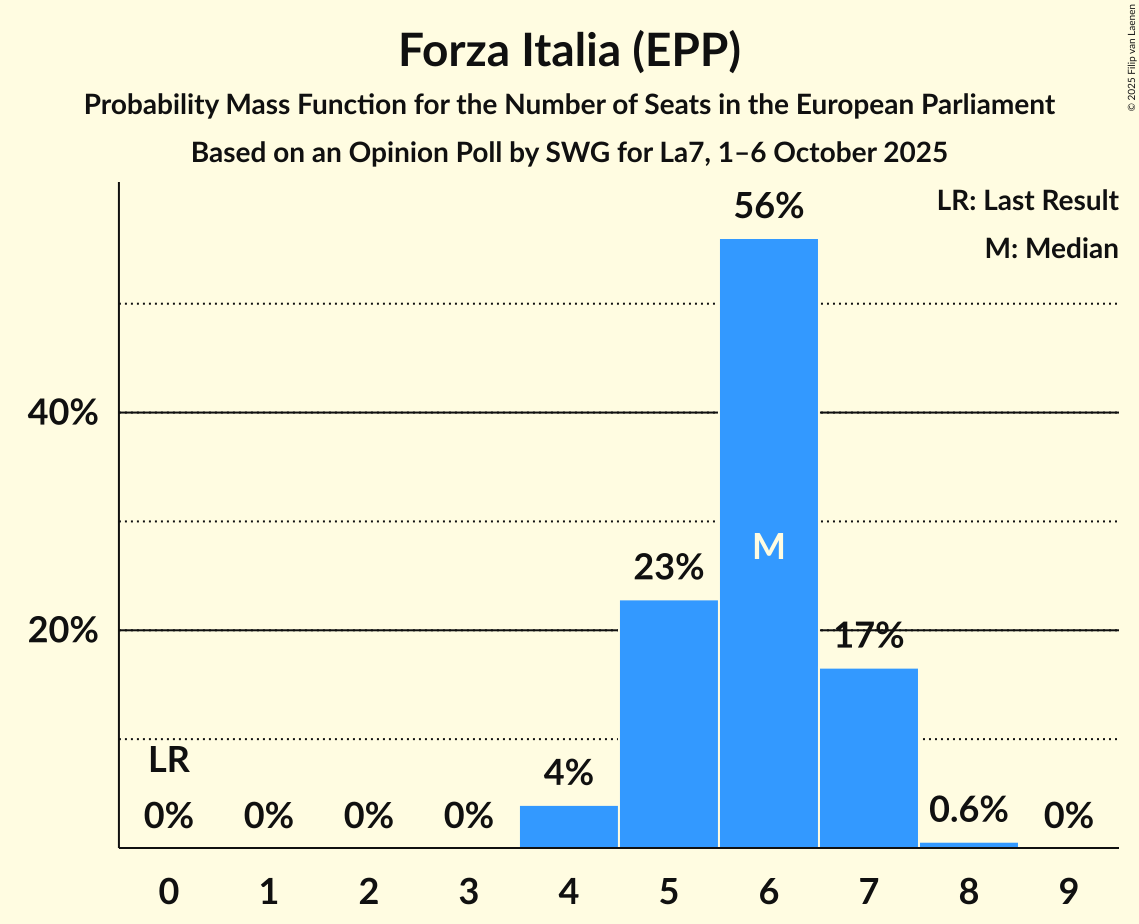 Forza Italia (EPP)
Probability Mass Function for the Number of Seats in the European Parliament
Based on an Opinion Poll by SWG for La7, 1–6 October 2025
© 2025 Filip van Laenen
LR: Last Result
M: Median
56%
40%
M
23%
20%
17%
LR
4%
0% 0% 0% 0% 0.6% 0%
0 1 2 3 4 5 6 7 8 9